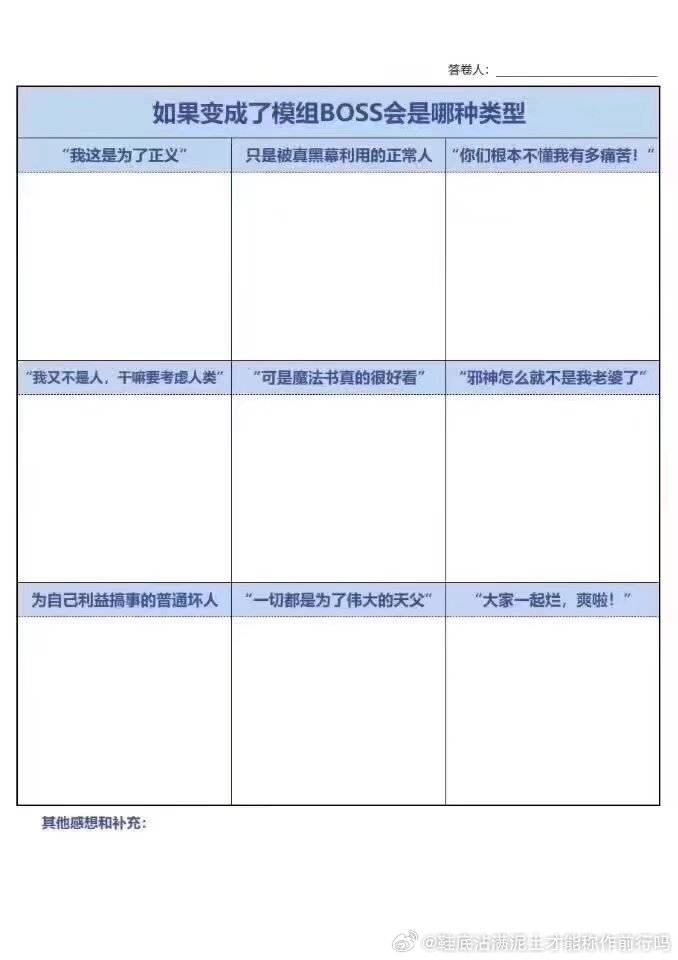 答卷人：
如果变成了模组BOSS会是哪种类型
“我这是为了正义” 只是被真黑幕利用的正常人 “你们根本不懂我有多痛苦！”
“我又不是人，干嘛要考虑人类” “可是魔法书真的很好看” “邪神怎么就不是我老婆了”
为自己利益搞事的普通坏人 “一切都是为了伟大的天父” “大家一起烂，爽啦！”
其他感想和补充：
@鞋底沾满泥土才能称作前行吗